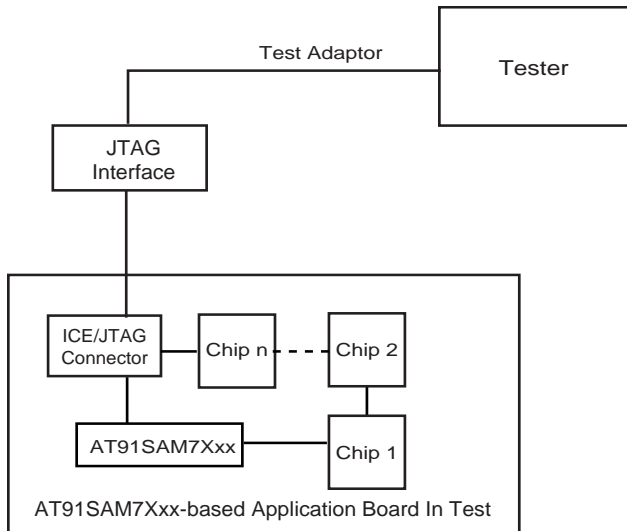 Test Adaptor
Tester
JTAG
Interface
ICE/JTAG
Connector
Chip n
Chip 2
AT91SAM7Xxx
Chip 1
AT91SAM7Xxx-based Application Board In Test